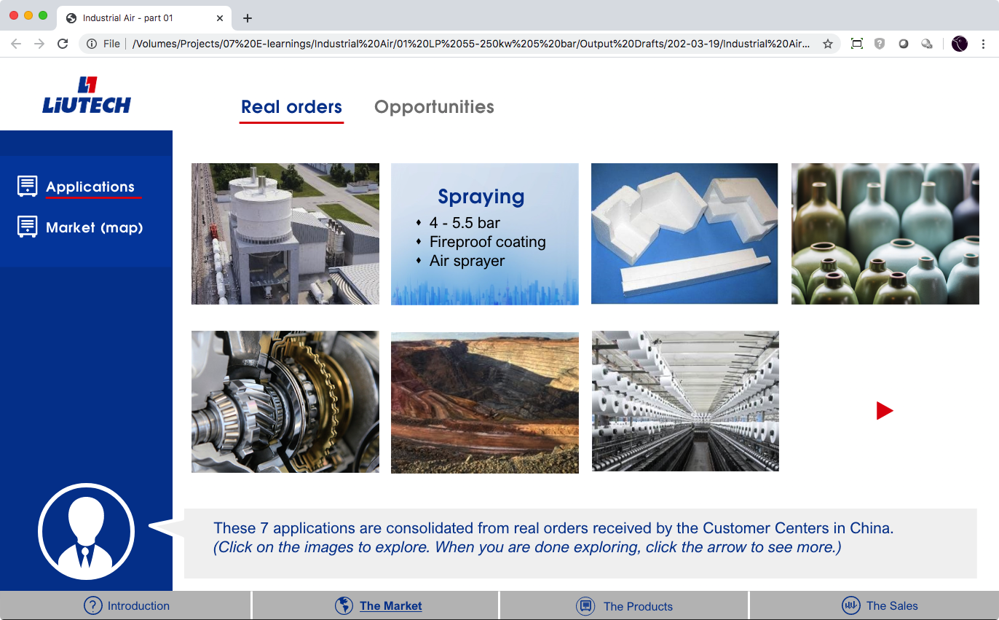 Industrial Air - part 01
File
/Volumes/Projects/07%20E-learnings/Industrial%20Air/01%20LP%2055-250kw%205%20bar/Output%20Drafts/202-03-19/Industrial%20Air...
LiUTECH
Real orders
Opportunities
Applications
Market (map)
Spraying
4 - 5.5 bar
Fireproof coating
Air sprayer
These 7 applications are consolidated from real orders received by the Customer Centers in China.
(Click on the images to explore. When you are done exploring, click the arrow to see more.)
Introduction
The Market
The Products
The Sales